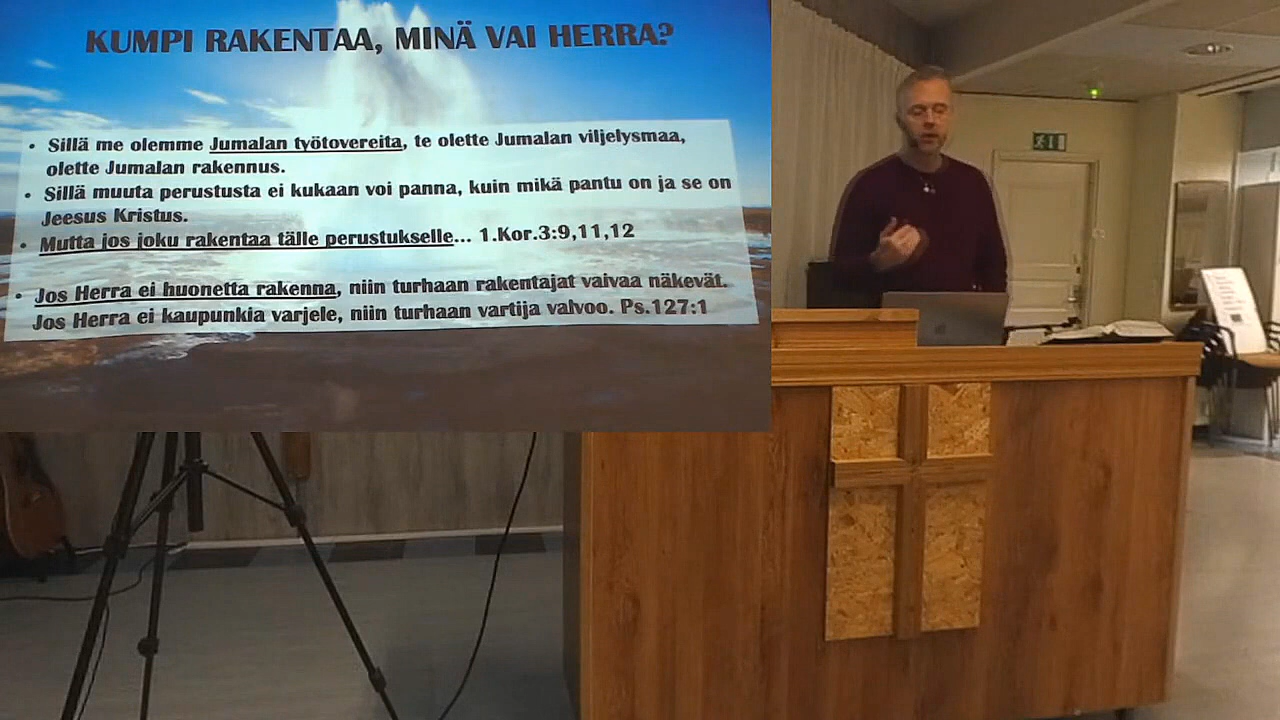 KUMPI RAKENTAA, MINÄ VAI HERRA?
• Sillä me olemme Jumalan työtovereita, te olette Jumalan viljelysmaa,
olette Jumalan rakennus.
• Sillä muuta perustusta ei kukaan voi panna, kuin mikä pantu on ja se on
Jeesus Kristus.
• Mutta jos joku rakentaa tälle perustukselle... 1.Kor.3:9,11,12
• Jos Herra ei huonetta rakenna, niin turhaan rakentajat vaivaa näkevät.
Jos Herra ei kaupunkia varjele, niin turhaan vartija valvoo. Ps.127:1